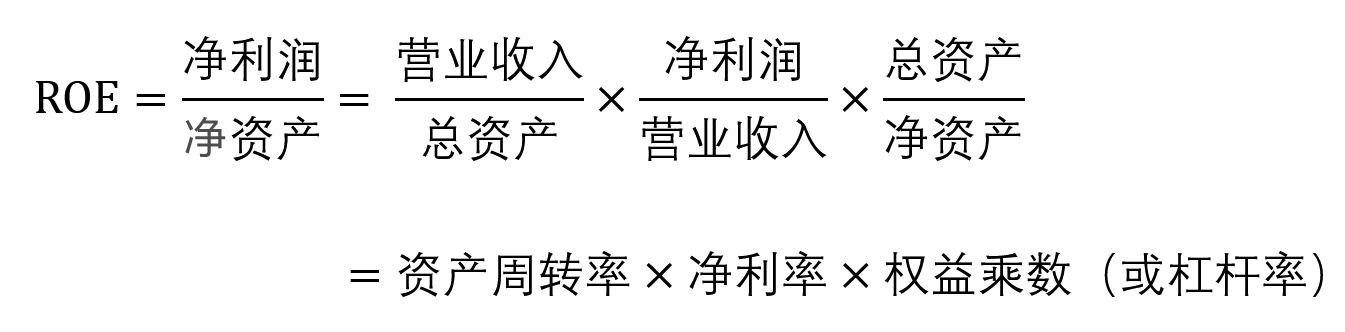 ROE = 净利润/净资产 = 营业收入/总资产 × 净利润/营业收入 × 总资产/净资产
= 资产周转率 × 净利率 × 权益乘数（或杠杆率）